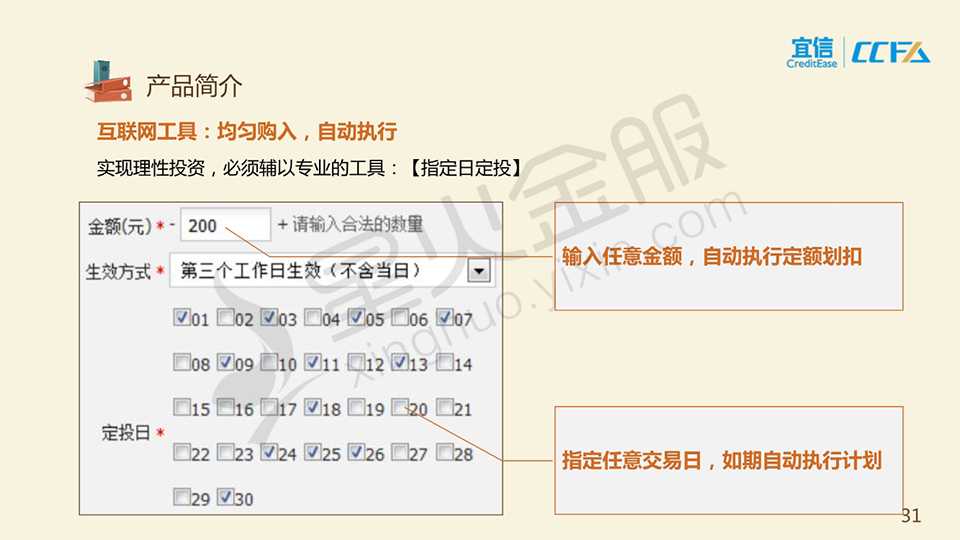 宜信
CreditEase
CCFA
产品简介
互联网工具：均匀购入，自动执行
实现理性投资，必须辅以专业的工具：【指定日定投】
金额(元) * - 200 + 请输入合法的数量
生效方式 * 第三个工作日生效（不含当日）
输入任意金额，自动执行定额划扣
01 02 03 04 05 06 07
08 09 10 11 12 13 14
15 16 17 18 19 20 21
定投日 *
22 23 24 25 26 27 28
29 30
指定任意交易日，如期自动执行计划
星火金服
xinghuo.yixin.com
31